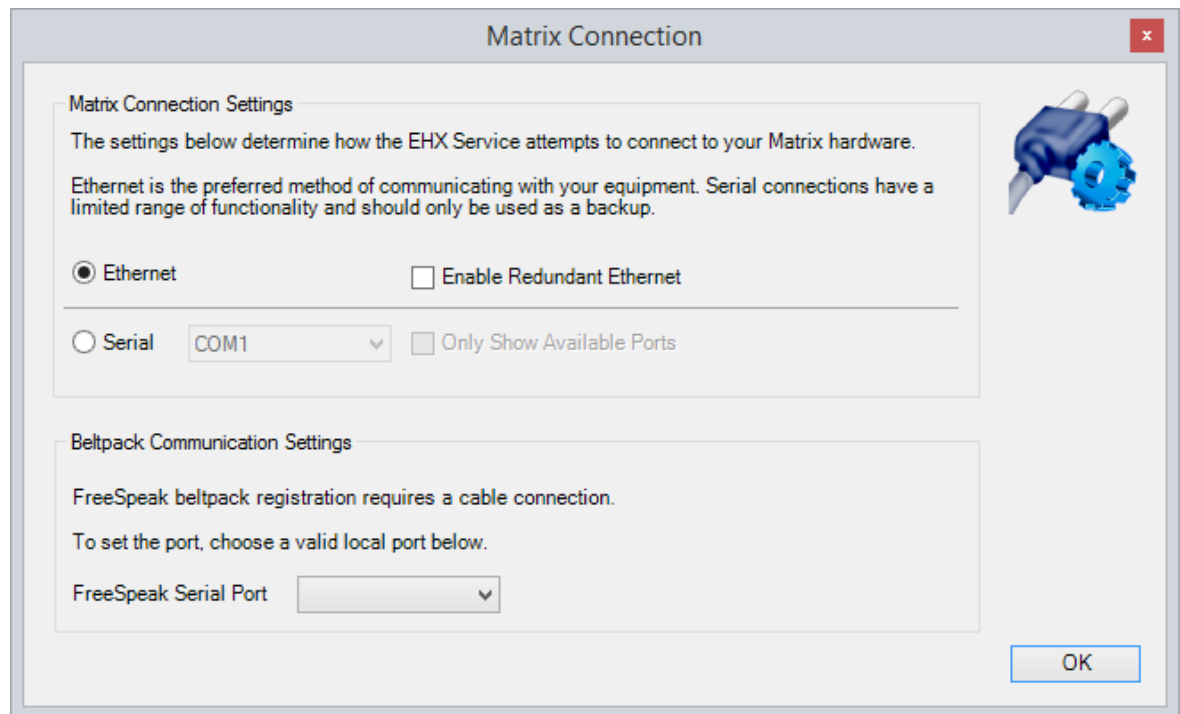 Matrix Connection
x
Matrix Connection Settings
The settings below determine how the EHX Service attempts to connect to your Matrix hardware.
Ethernet is the preferred method of communicating with your equipment. Serial connections have a
limited range of functionality and should only be used as a backup.
Ethernet Enable Redundant Ethernet
Serial COM1 Only Show Available Ports
Beltpack Communication Settings
FreeSpeak beltpack registration requires a cable connection.
To set the port, choose a valid local port below.
FreeSpeak Serial Port
OK